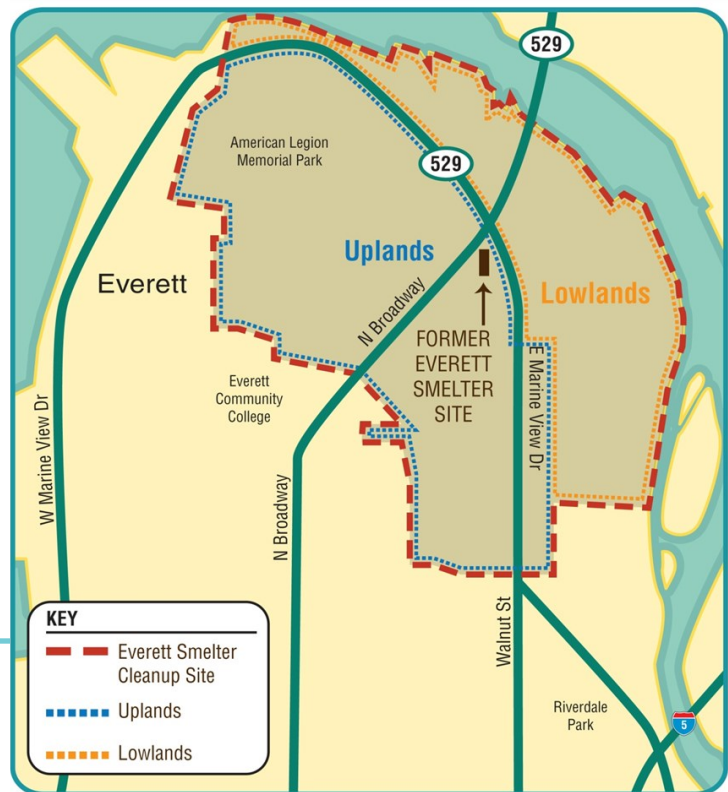 529
American Legion
Memorial Park
529
Uplands
Everett
Lowlands
N Broadway
FORMER
EVERETT
SMELTER
SITE
E Marine View Dr
Everett
Community
College
W Marine View Dr
N Broadway
Walnut St
Riverdale
Park
5
KEY
Everett Smelter
Cleanup Site
Uplands
Lowlands